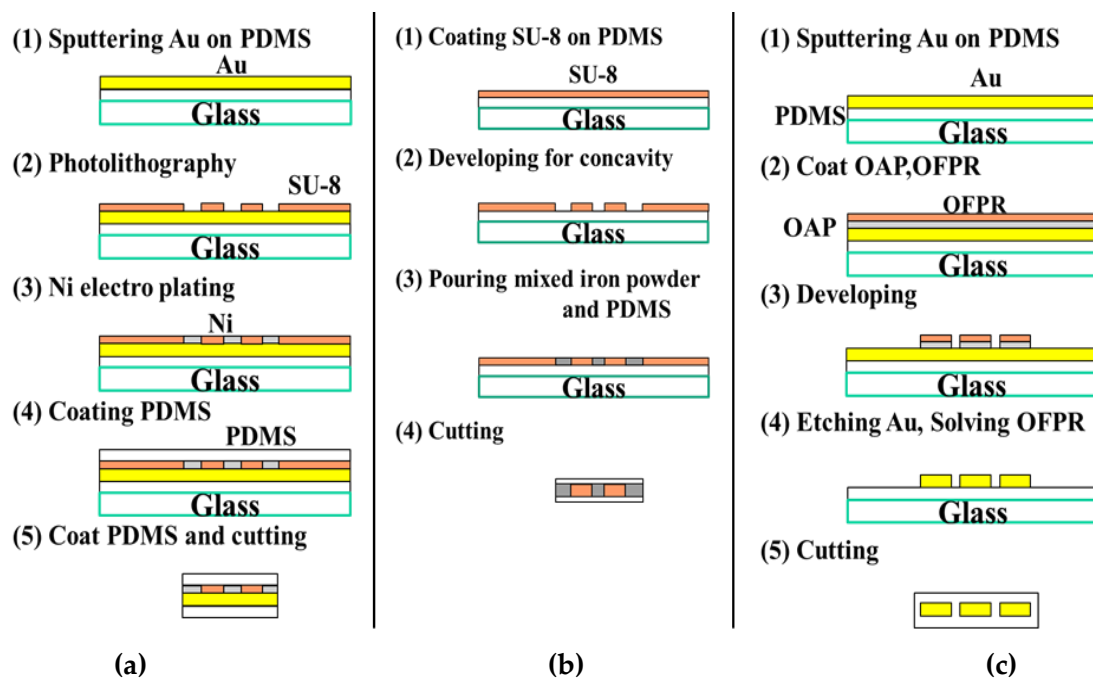 (1) Sputtering Au on PDMS
Au
Glass
(2) Photolithography
SU-8
Glass
(3) Ni electro plating
Ni
Glass
(4) Coating PDMS
PDMS
Glass
(5) Coat PDMS and cutting
(a)
(1) Coating SU-8 on PDMS
SU-8
Glass
(2) Developing for concavity
Glass
(3) Pouring mixed iron powder
and PDMS
Glass
(4) Cutting
(b)
(1) Sputtering Au on PDMS
Au
PDMS
Glass
(2) Coat OAP,OFPR
OFPR
OAP
Glass
(3) Developing
Glass
(4) Etching Au, Solving OFPR
Glass
(5) Cutting
(c)